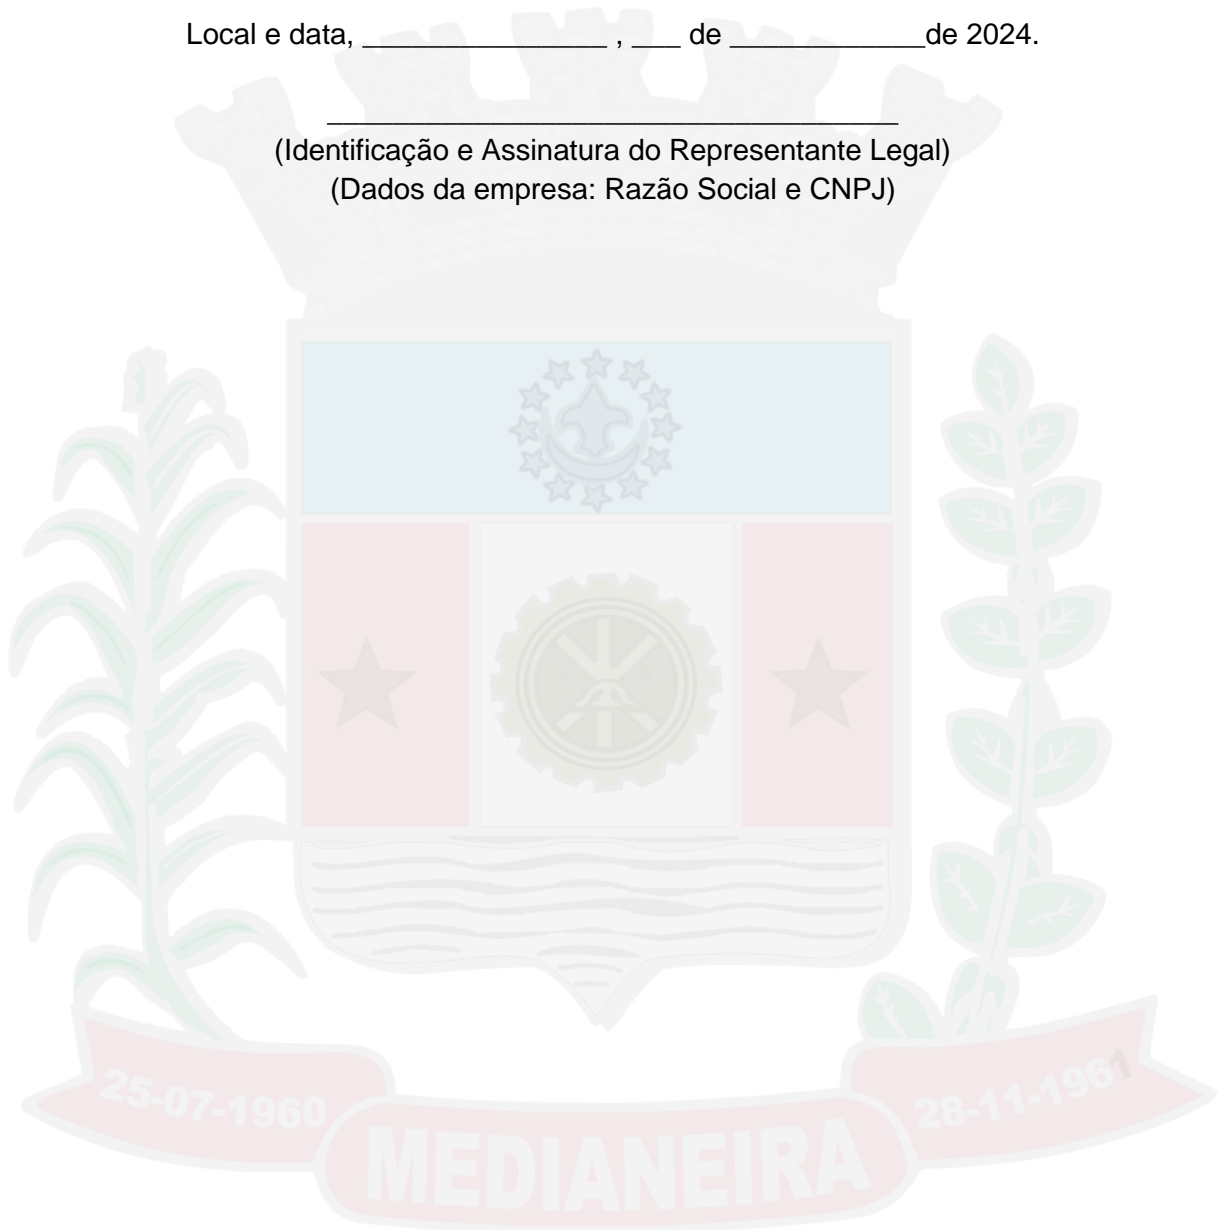 Local e data, _______________ , ___ de ____________de 2024.
___________________________________
(Identificação e Assinatura do Representante Legal)
(Dados da empresa: Razão Social e CNPJ)
25-07-1960
28-11-1961
MEDIANEIRA